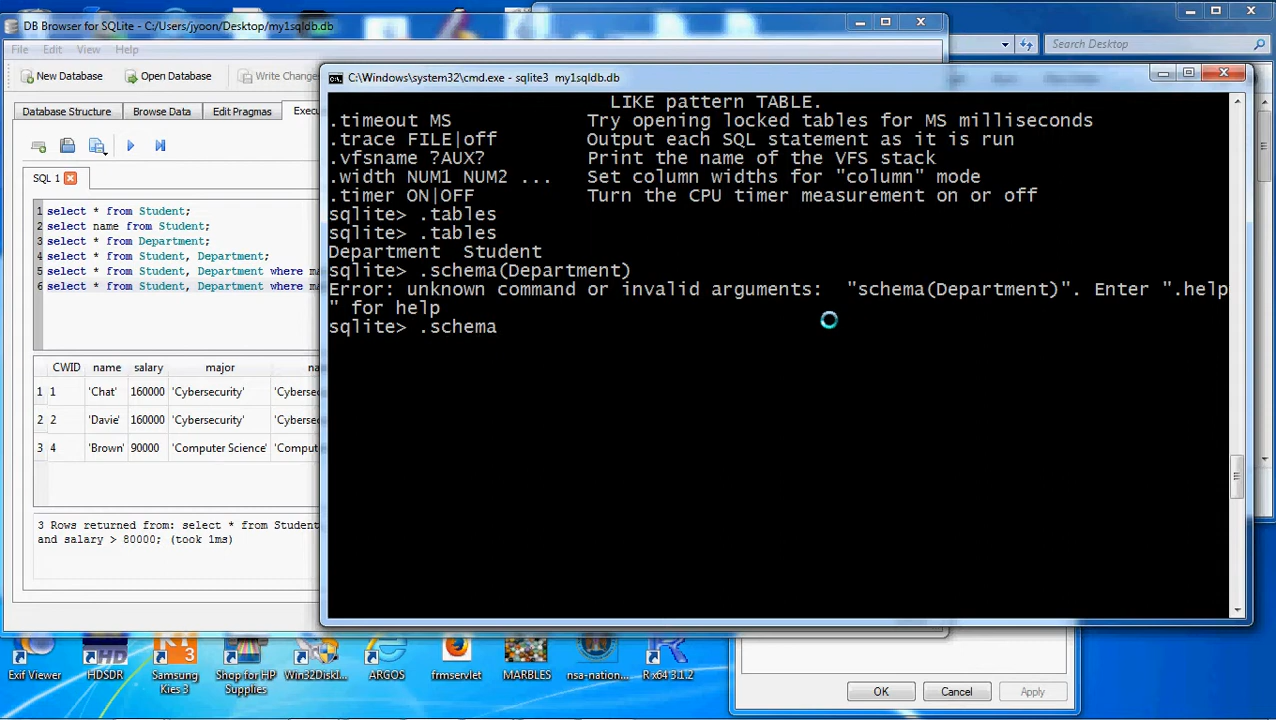 DB Browser for SQLite - C:/Users/jyoon/Desktop/my1sqldb.db
File Edit View Help
New Database Open Database Write Change
Search Desktop
Database Structure Browse Data Edit Pragmas Exec
SQL 1
1 select * from Student;
2 select name from Student;
3 select * from Department;
4 select * from Student, Department;
5 select * from Student, Department where ma
6 select * from Student, Department where ma
CWID name salary major na
1 1 'Chat' 160000 'Cybersecurity' 'Cybers
2 2 'Davie' 160000 'Cybersecurity' 'Cybers
3 4 'Brown' 90000 'Computer Science' 'Comput
3 Rows returned from: select * from Student
and salary > 80000; (took 1ms)
C:\Windows\system32\cmd.exe - sqlite3 my1sqldb.db
LIKE pattern TABLE.
.timeout MS Try opening locked tables for MS milliseconds
.trace FILE|off Output each SQL statement as it is run
.vfsname ?AUX? Print the name of the VFS stack
.width NUM1 NUM2 ... Set column widths for "column" mode
.timer ON|OFF Turn the CPU timer measurement on or off
sqlite> .tables
sqlite> .tables
Department Student
sqlite> .schema(Department)
Error: unknown command or invalid arguments: "schema(Department)". Enter ".help
" for help
sqlite> .schema
Exif Viewer
HDSDR
Samsung
Kies 3
Shop for HP
Supplies
Win32DiskI...
ARGOS
frmservlet
MARBLES
nsa-nation...
R x64 3.1.2
OK Cancel Apply